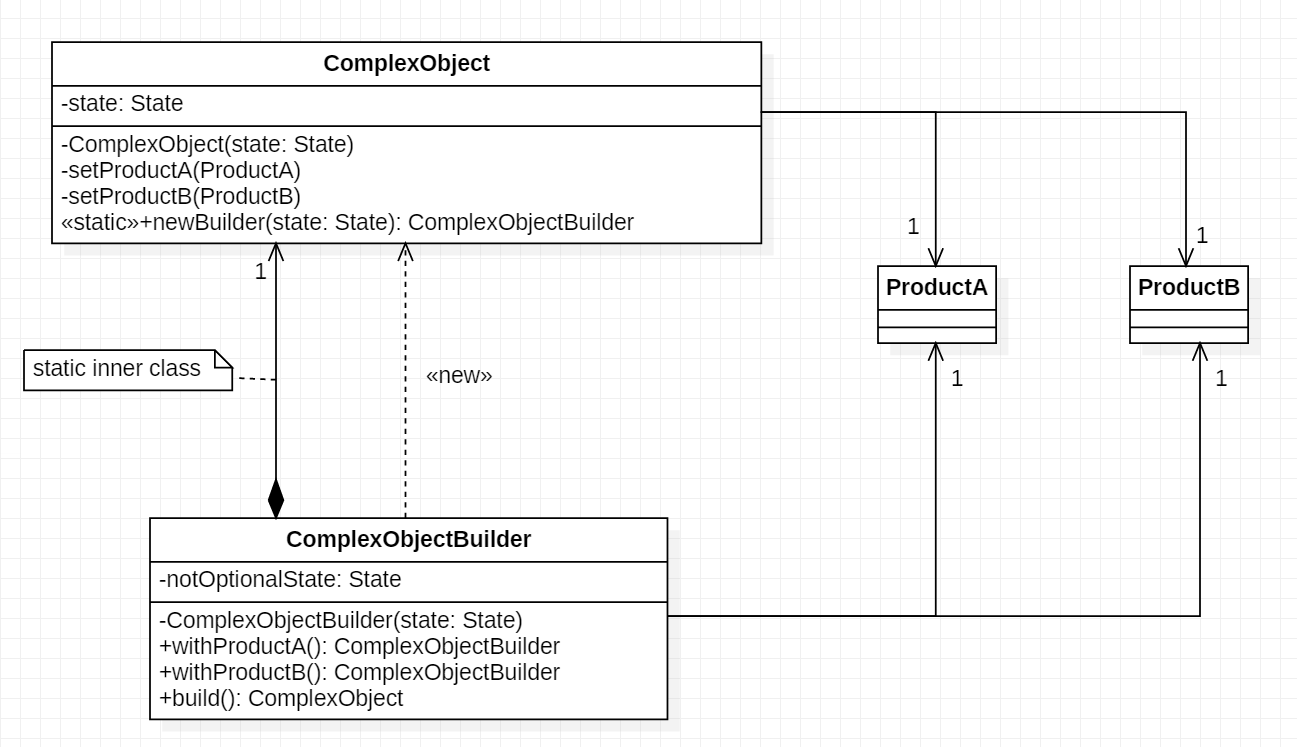 ComplexObject
-state: State
-ComplexObject(state: State)
-setProductA(ProductA)
-setProductB(ProductB)
«static»+newBuilder(state: State): ComplexObjectBuilder
1
1
1
ProductA
ProductB
static inner class
«new»
1
1
ComplexObjectBuilder
-notOptionalState: State
-ComplexObjectBuilder(state: State)
+withProductA(): ComplexObjectBuilder
+withProductB(): ComplexObjectBuilder
+build(): ComplexObject